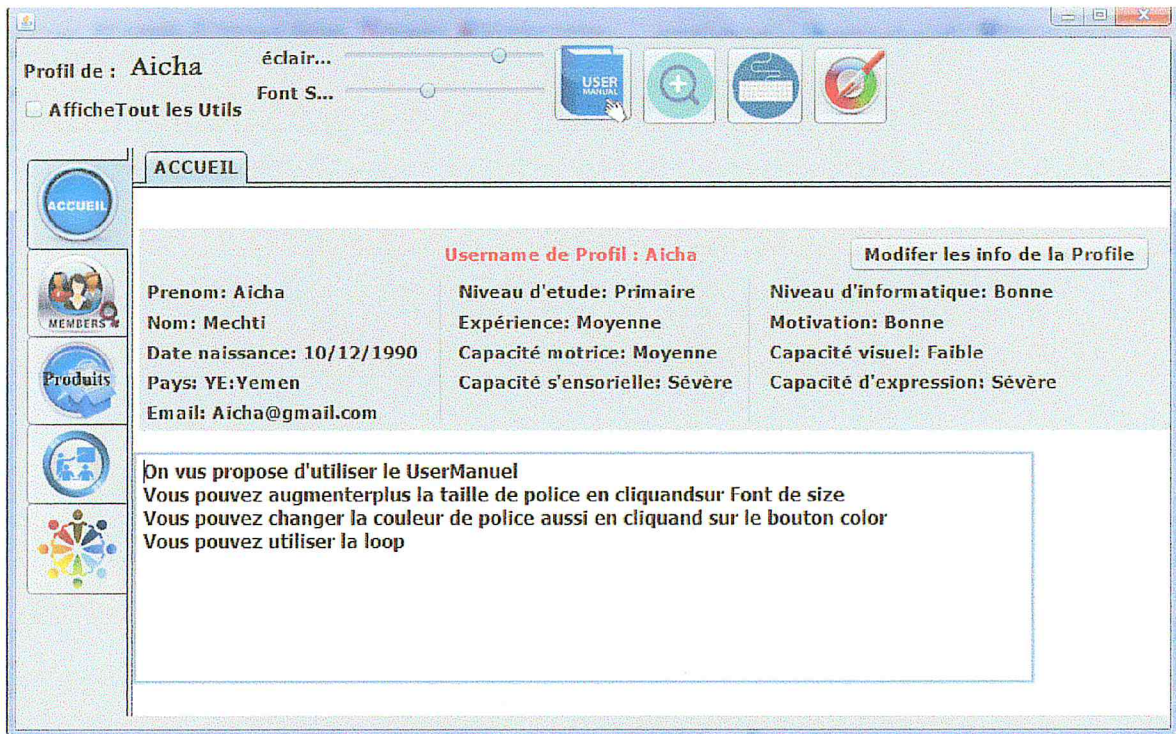 Profil de : Aicha
éclair...
Font S...
AfficheTout les Utils
USER
MANUAL
ACCUEIL
ACCUEIL
MEMBERS
Produits
Username de Profil : Aicha
Modifer les info de la Profile
Prenom: Aicha
Niveau d'etude: Primaire
Niveau d'informatique: Bonne
Nom: Mechti
Expérience: Moyenne
Motivation: Bonne
Date naissance: 10/12/1990
Capacité motrice: Moyenne
Capacité visuel: Faible
Pays: YE:Yemen
Capacité s'ensorielle: Sévère
Capacité d'expression: Sévère
Email: Aicha@gmail.com
On vus propose d'utiliser le UserManuel
Vous pouvez augmenterplus la taille de police en cliquandsur Font de size
Vous pouvez changer la couleur de police aussi en cliquand sur le bouton color
Vous pouvez utiliser la loop